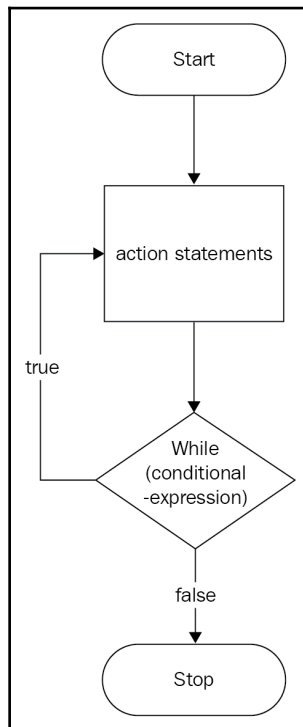 Start
action statements
true
While
(conditional
-expression)
false
Stop